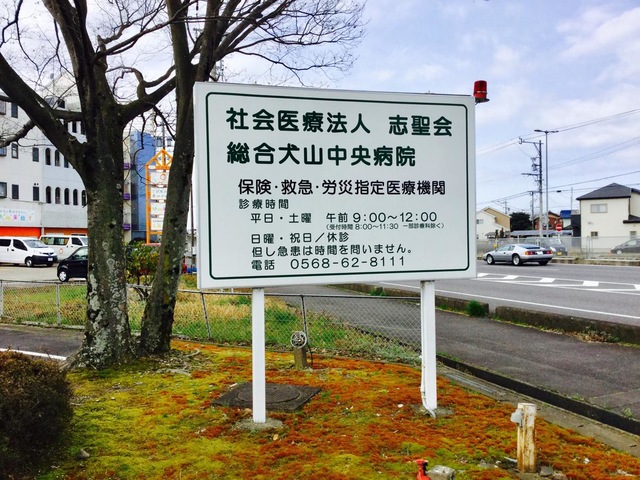 社会医療法人 志聖会
総合犬山中央病院
保険・救急・労災指定医療機関
診療時間
平日・土曜 午前 9:00~12:00
(受付時間 8:00~11:30 一部診療科除く)
日曜・祝日/休診
但し急患は時間を問いません。
電話 0568-62-8111